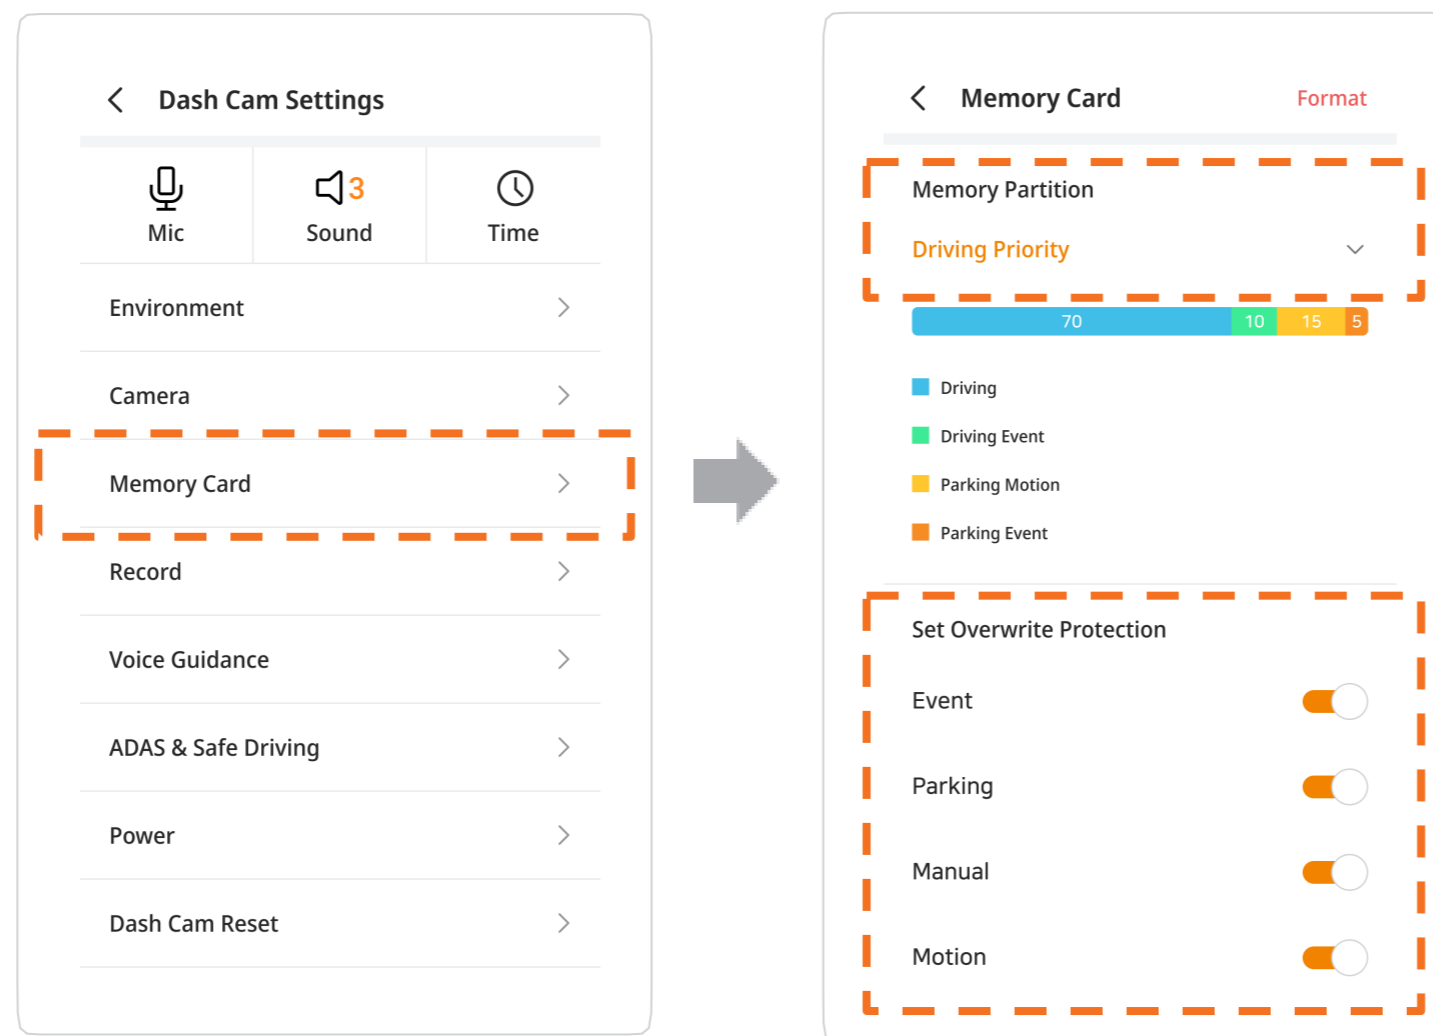 Dash Cam Settings
3
Mic Sound Time
Environment
Camera
Memory Card
Record
Voice Guidance
ADAS & Safe Driving
Power
Dash Cam Reset
Memory Card Format
Memory Partition
Driving Priority
70 10 15 5
Driving
Driving Event
Parking Motion
Parking Event
Set Overwrite Protection
Event
Parking
Manual
Motion